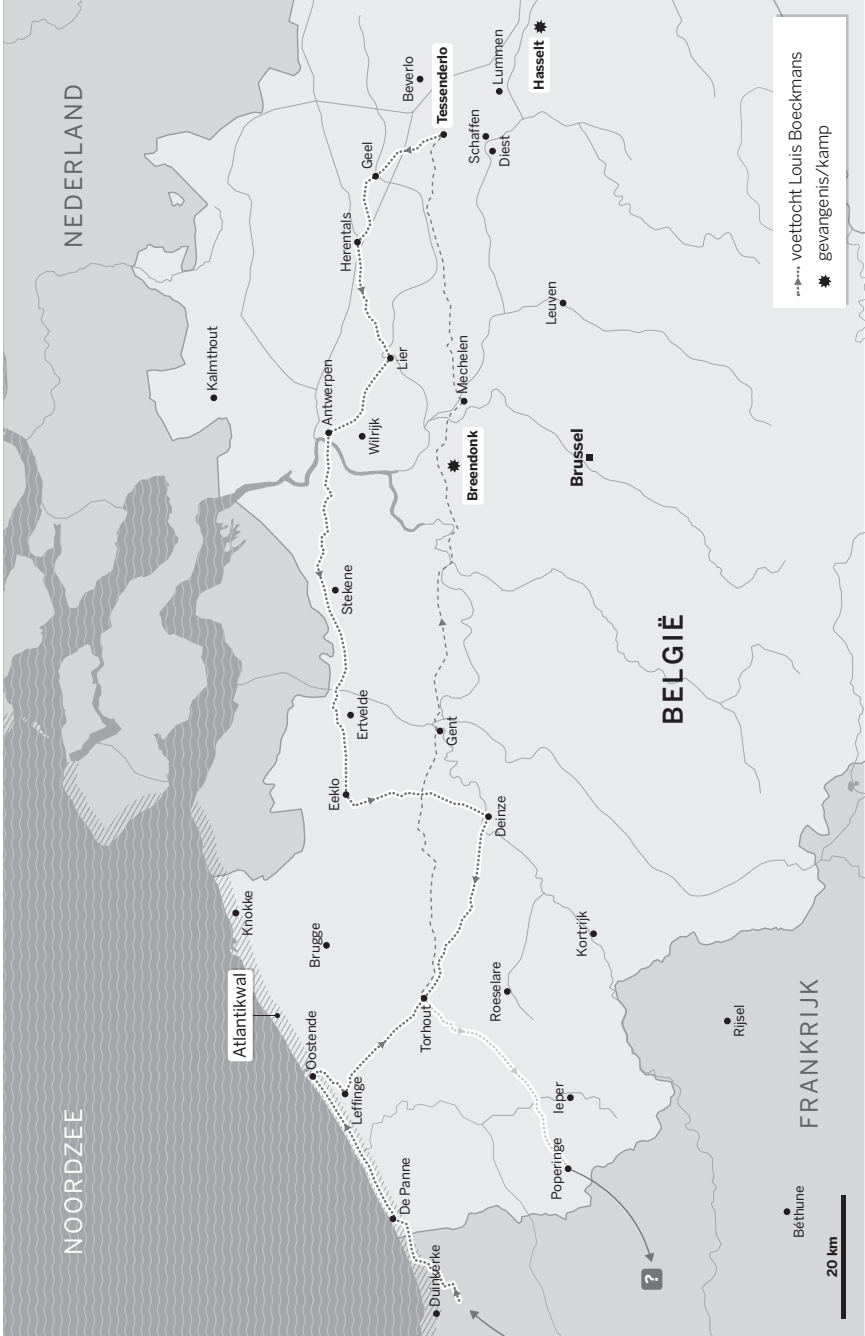 NOORDZEE
NEDERLAND
Kalmthout
Knokke
Atlantikwal
Brugge
Oostende
Leffinge
De Panne
Duinkerke
Eeklo
Ertvelde
Stekene
Antwerpen
Wilrijk
Lier
Herentals
Geel
Beverlo
Tessenderlo
Lummen
Hasselt
Schaffen
Diest
Mechelen
Breendonk
Leuven
Brussel
Gent
Deinze
Torhout
Roeselare
Kortrijk
Ieper
Poperinge
?
BELGIË
FRANKRIJK
Rijsel
Béthune
20 km
voettocht Louis Boeckmans
gevangenis/kamp